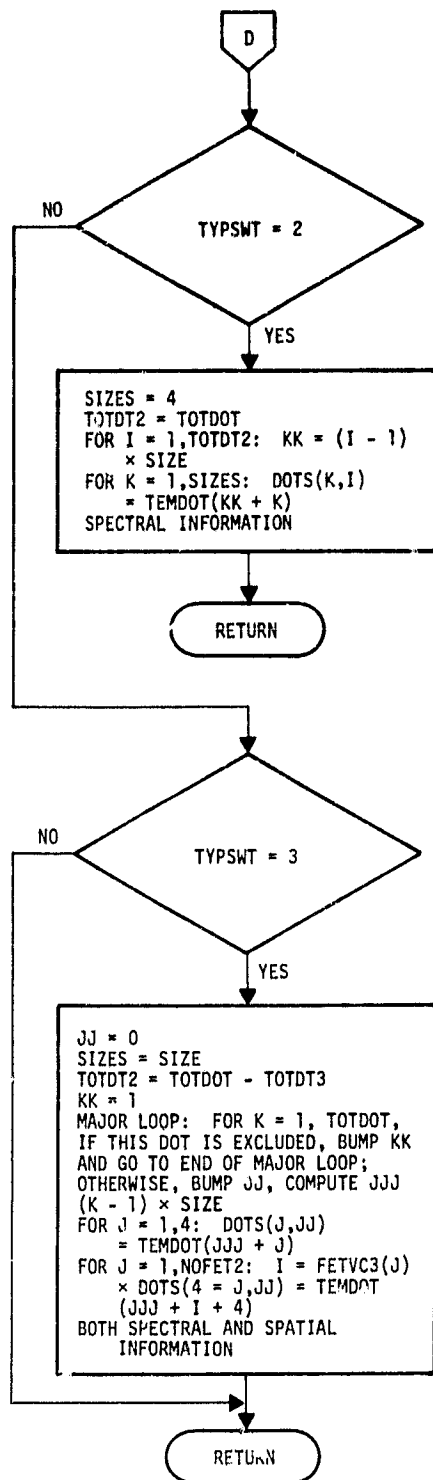 D
TYPSWT = 2
NO
YES
SIZES = 4
TOTDT2 = TOTDOT
FOR I = 1,TOTDT2: KK = (I - 1)
× SIZE
FOR K = 1,SIZES: DOTS(K,I)
= TEMDOT(KK + K)
SPECTRAL INFORMATION
RETURN
NO
TYPSWT = 3
YES
JJ = 0
SIZES = SIZE
TOTDT2 = TOTDOT - TOTDT3
KK = 1
MAJOR LOOP: FOR K = 1, TOTDOT,
IF THIS DOT IS EXCLUDED, BUMP KK
AND GO TO END OF MAJOR LOOP;
OTHERWISE, BUMP JJ, COMPUTE JJJ
(K - 1) × SIZE
FOR J = 1,4: DOTS(J,JJ)
= TEMDOT(JJJ + J)
FOR J = 1,NOFET2: I = FETVC3(J)
× DOTS(4 = J,JJ) = TEMDOT
(JJJ + I + 4)
BOTH SPECTRAL AND SPATIAL
INFORMATION
RETURN